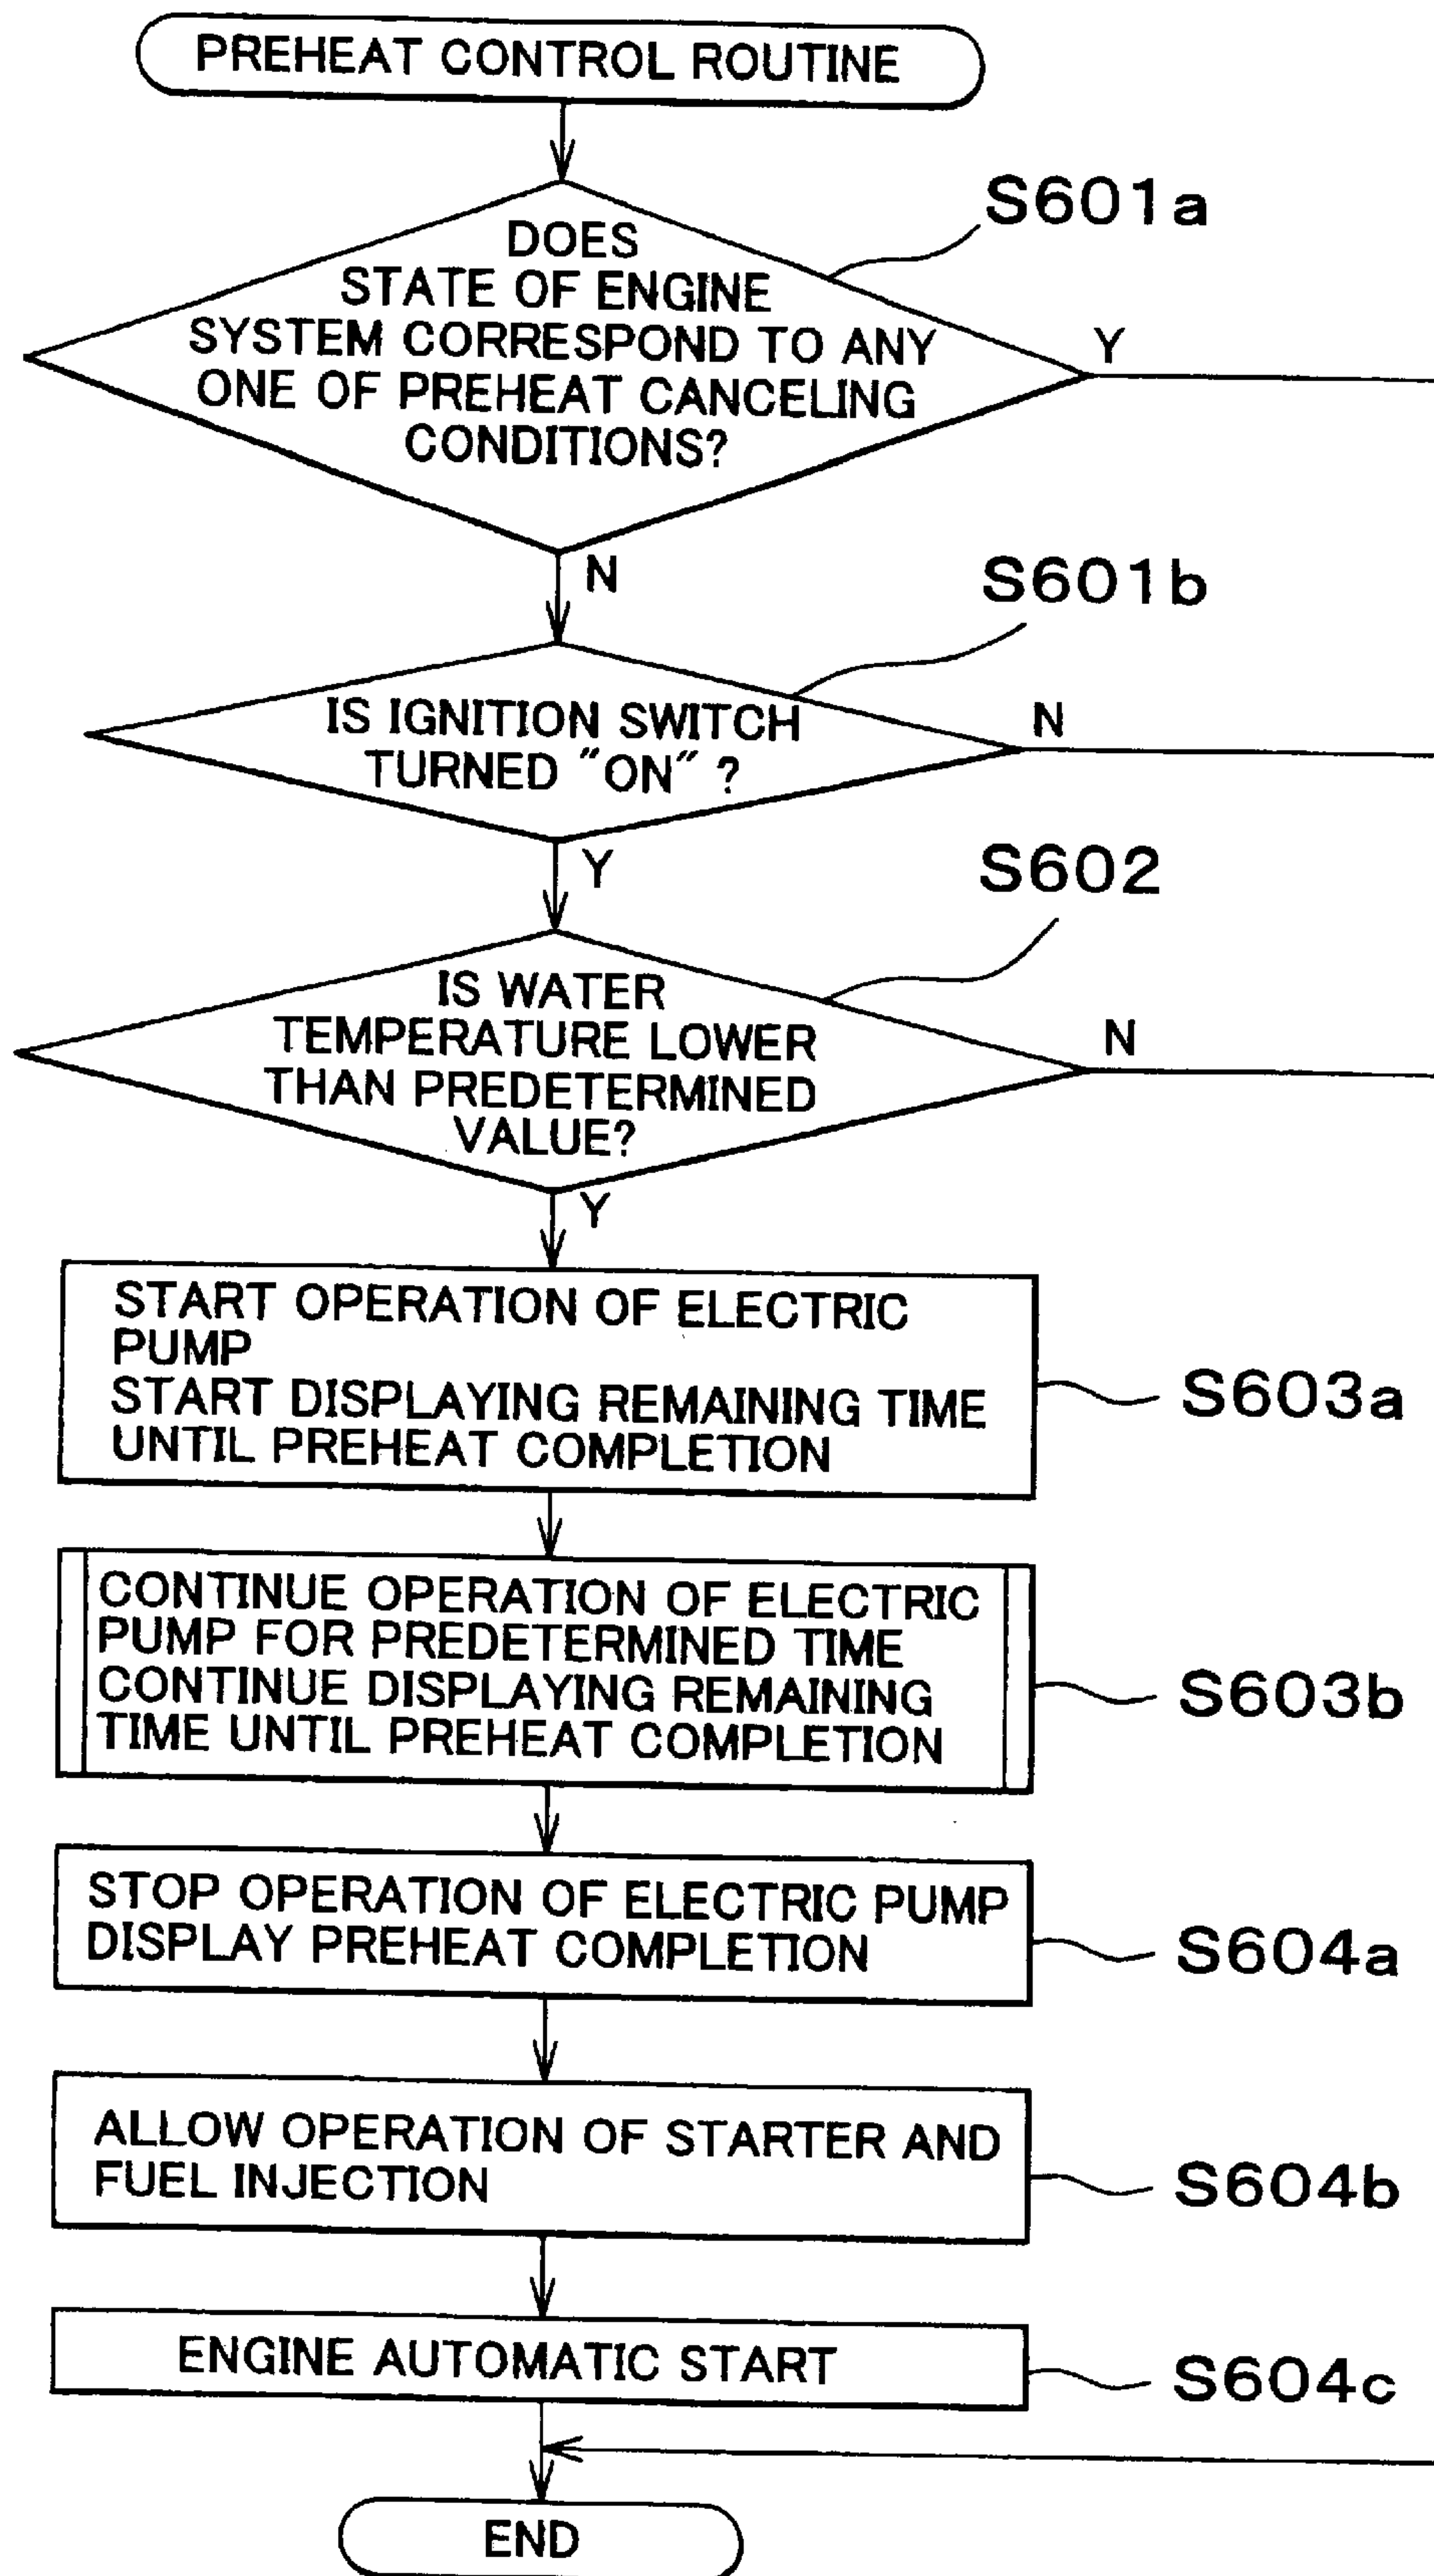 PREHEAT CONTROL ROUTINE
S601a
DOES
STATE OF ENGINE
SYSTEM CORRESPOND TO ANY
ONE OF PREHEAT CANCELING
CONDITIONS?
Y
N
S601b
IS IGNITION SWITCH
TURNED "ON" ?
N
Y
S602
IS WATER
TEMPERATURE LOWER
THAN PREDETERMINED
VALUE?
N
Y
START OPERATION OF ELECTRIC
PUMP
START DISPLAYING REMAINING TIME
UNTIL PREHEAT COMPLETION
S603a
CONTINUE OPERATION OF ELECTRIC
PUMP FOR PREDETERMINED TIME
CONTINUE DISPLAYING REMAINING
TIME UNTIL PREHEAT COMPLETION
S603b
STOP OPERATION OF ELECTRIC PUMP
DISPLAY PREHEAT COMPLETION
S604a
ALLOW OPERATION OF STARTER AND
FUEL INJECTION
S604b
ENGINE AUTOMATIC START
S604c
END